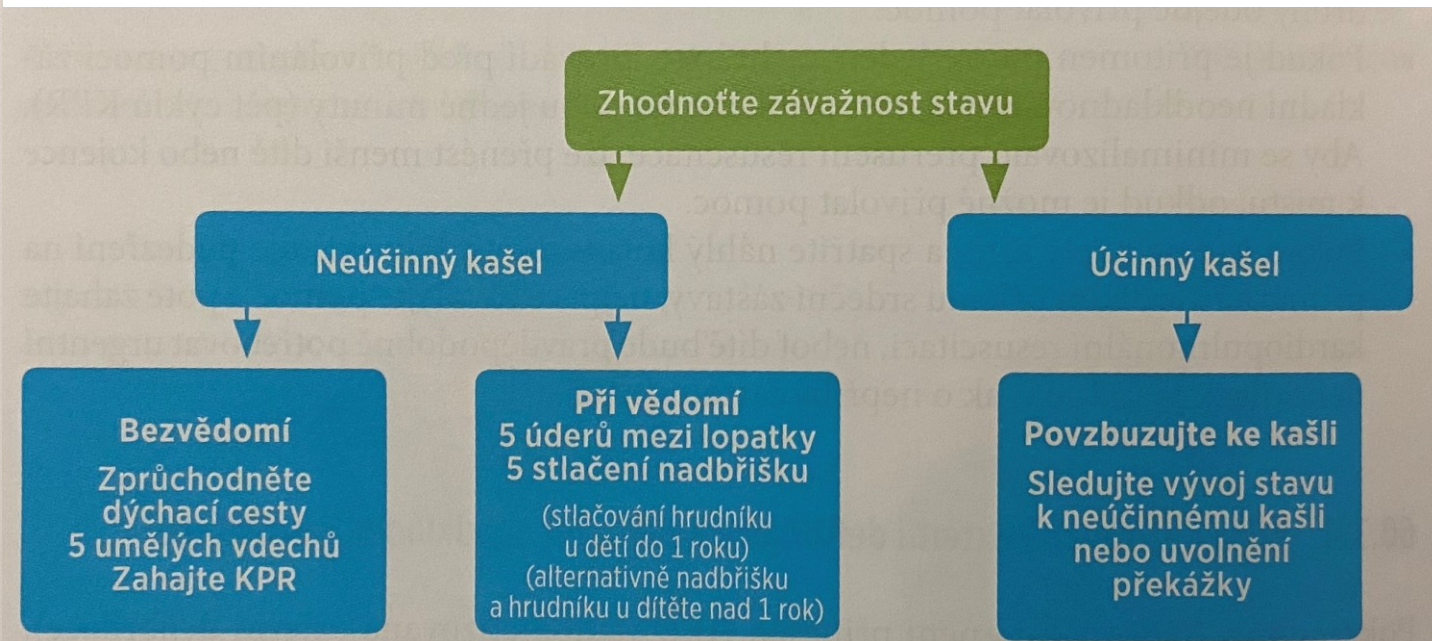 Zhodnoťte závažnost stavu
Neúčinný kašel
Účinný kašel
Bezvědomí
Zprůchodněte
dýchací cesty
5 umělých vdechů
Zahajte KPR
Při vědomí
5 úderů mezi lopatky
5 stlačení nadbřišku
(stlačování hrudníku
u dětí do 1 roku)
(alternativně nadbřišku
a hrudníku u dítěte nad 1 rok)
Povzbuzujte ke kašli
Sledujte vývoj stavu
k neúčinnému kašli
nebo uvolnění
překážky